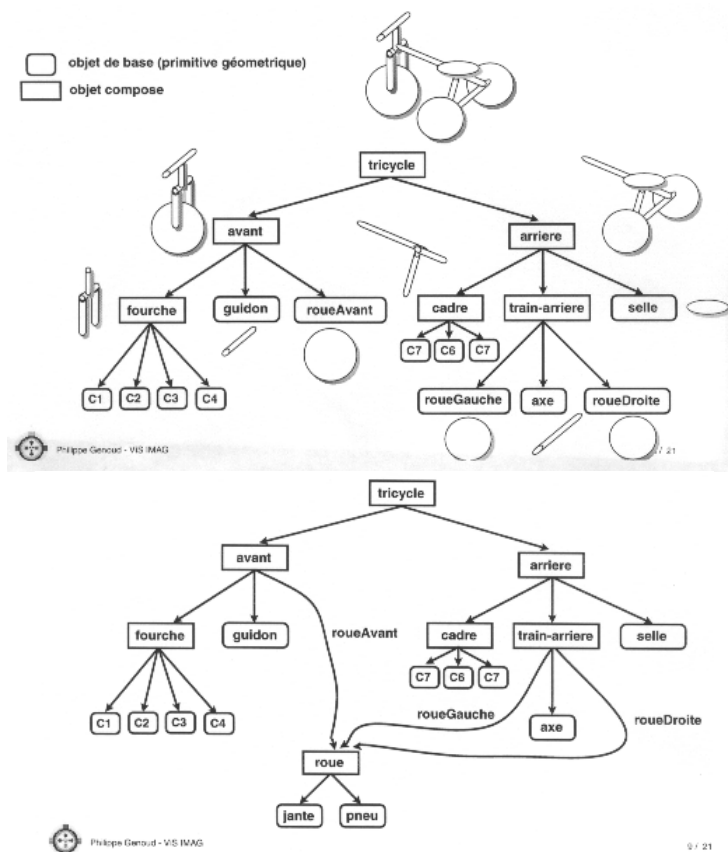 objet de base (primitive géometrique)
objet compose
tricycle
avant
arriere
fourche
guidon
roueAvant
cadre
train-arriere
selle
C7
C6
C7
C1
C2
C3
C4
roueGauche
axe
roueDroite
Philippe Genoud - VIS IMAG
/ 21
tricycle
avant
arriere
fourche
guidon
roueAvant
cadre
train-arriere
selle
C7
C6
C7
C1
C2
C3
C4
roueGauche
axe
roueDroite
roue
jante
pneu
Philippe Genoud - VIS IMAG
9 / 21